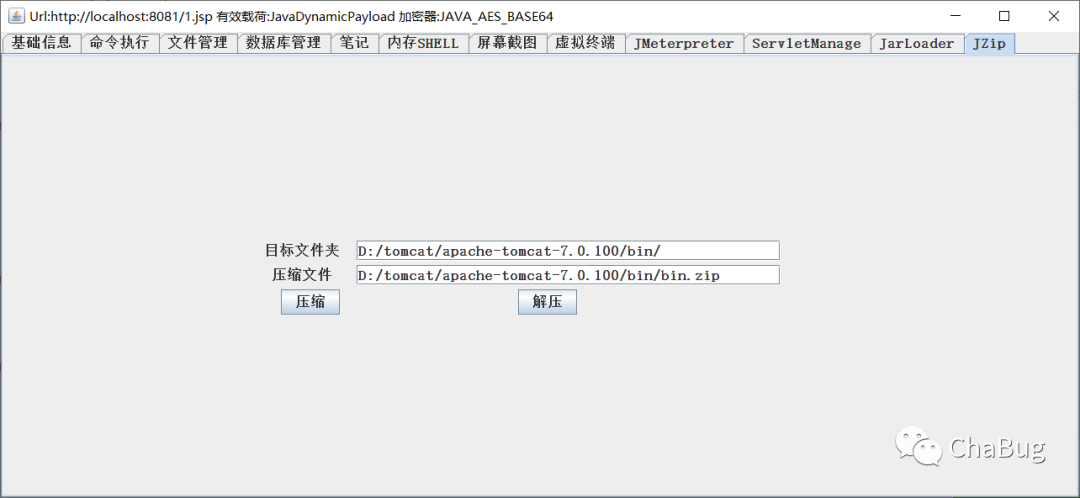 Url:http://localhost:8081/1.jsp 有效载荷:JavaDynamicPayload 加密器:JAVA_AES_BASE64
基础信息 命令执行 文件管理 数据库管理 笔记 内存SHELL 屏幕截图 虚拟终端 JMeterpreter ServletManage JarLoader JZip
目标文件夹 D:/tomcat/apache-tomcat-7.0.100/bin/
压缩文件 D:/tomcat/apache-tomcat-7.0.100/bin/bin.zip
压缩 解压
ChaBug